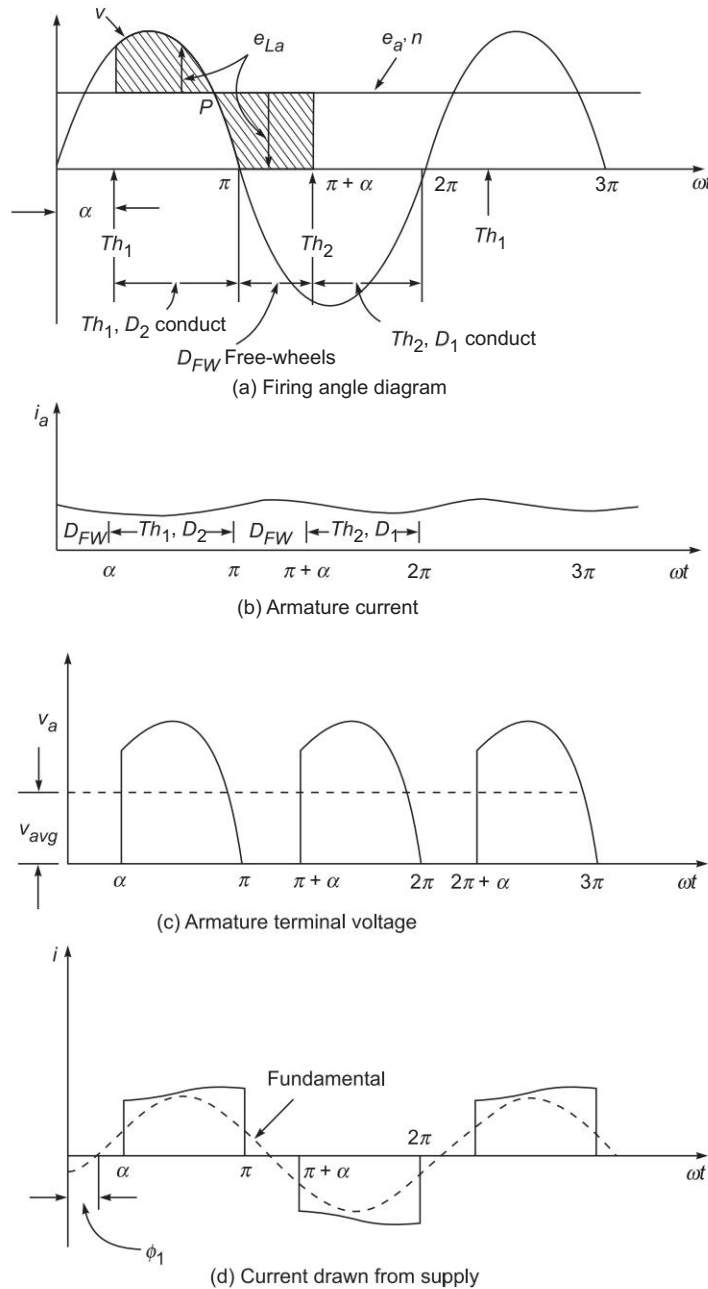 v
e_La
e_a, n
P
π
π + α
2π
3π
ωt
α
Th_1
Th_2
Th_1
Th_1, D_2 conduct
Th_2, D_1 conduct
D_FW Free-wheels
(a) Firing angle diagram
i_a
D_FW Th_1, D_2 D_FW Th_2, D_1
α π π + α 2π 3π ωt
(b) Armature current
v_a
v_avg
α π π + α 2π 2π + α 3π ωt
(c) Armature terminal voltage
i
Fundamental
2π
α π π + α ωt
ϕ_1
(d) Current drawn from supply